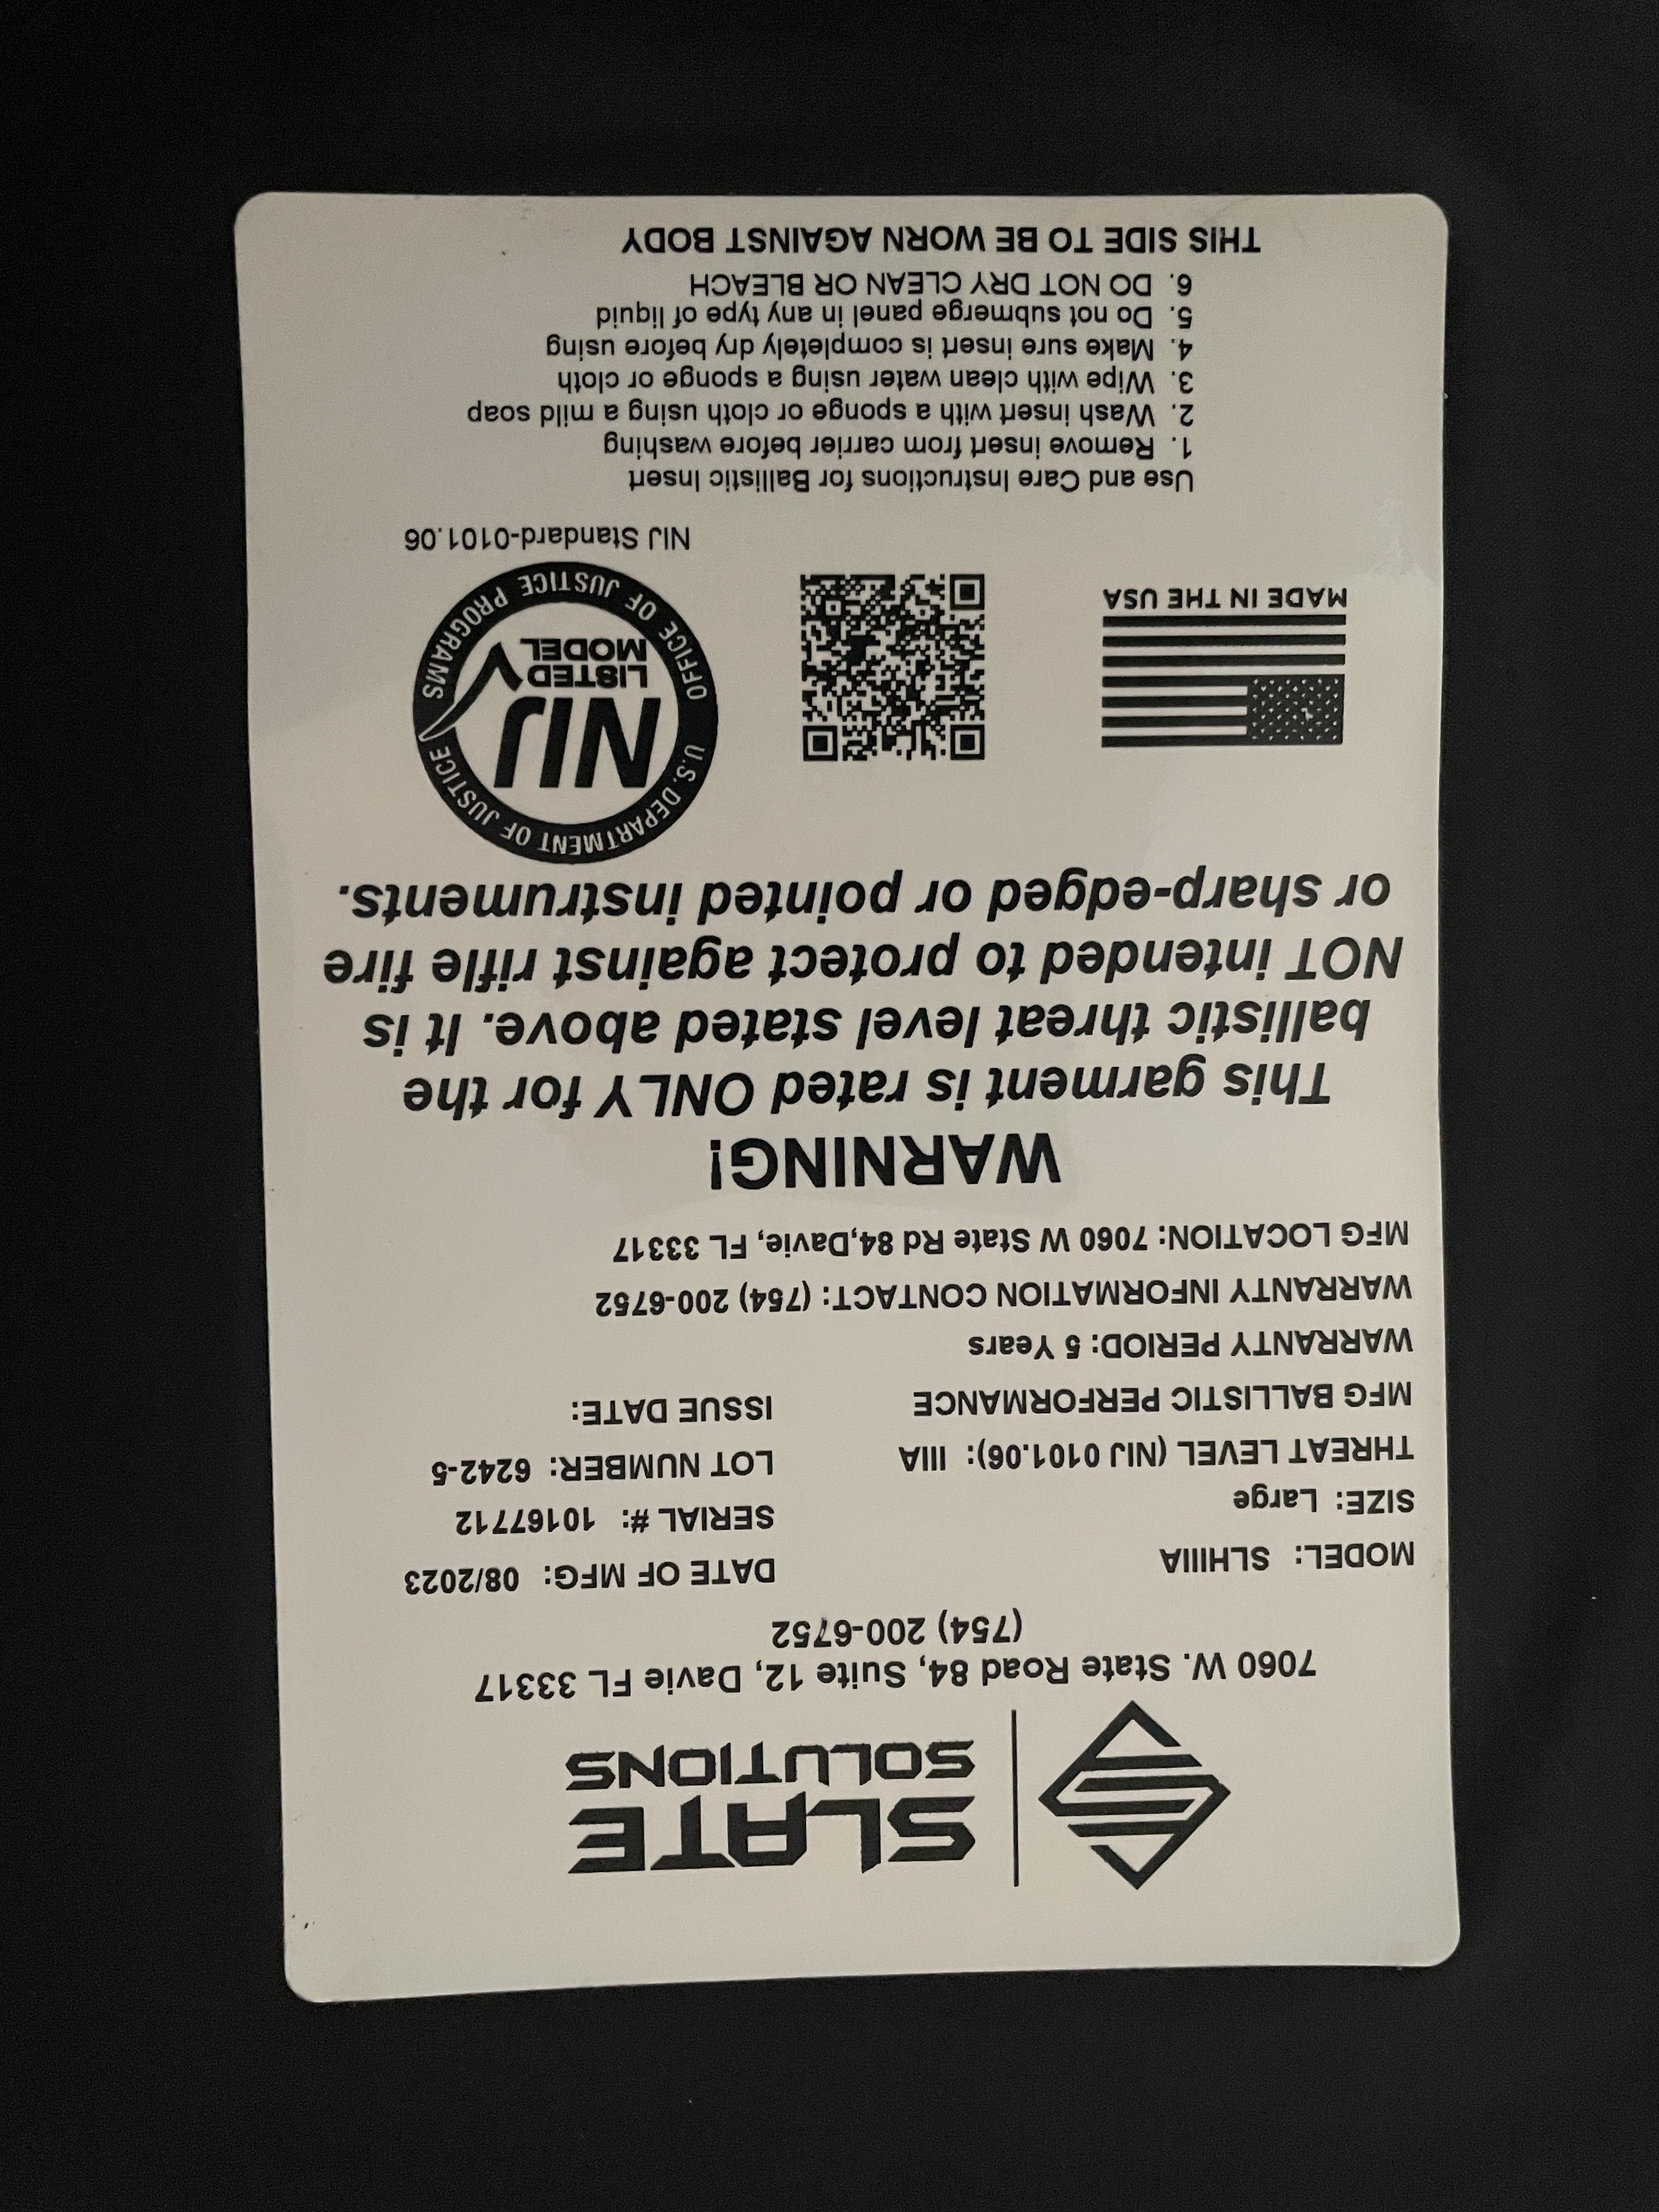 SLATE
SOLUTIONS
7060 W. State Road 84, Suite 12, Davie FL 33317
(754) 200-6752
MODEL: SLHIIIA
DATE OF MFG: 08/2023
SIZE: Large
SERIAL #: 10167712
THREAT LEVEL (NIJ 0101.06): IIIA
LOT NUMBER: 6242-5
MFG BALLISTIC PERFORMANCE
ISSUE DATE:
WARRANTY PERIOD: 5 Years
WARRANTY INFORMATION CONTACT: (754) 200-6752
MFG LOCATION: 7060 W State Rd 84,Davie, FL 33317
WARNING!
This garment is rated ONLY for the
ballistic threat level stated above. It is
NOT intended to protect against rifle fire
or sharp-edged or pointed instruments.
MADE IN THE USA
U.S. DEPARTMENT OF JUSTICE
NIJ
LISTED
MODEL
OFFICE OF JUSTICE PROGRAMS
NIJ Standard-0101.06
Use and Care Instructions for Ballistic Insert
1. Remove insert from carrier before washing
2. Wash insert with a sponge or cloth using a mild soap
3. Wipe with clean water using a sponge or cloth
4. Make sure insert is completely dry before using
5. Do not submerge panel in any type of liquid
6. DO NOT DRY CLEAN OR BLEACH
THIS SIDE TO BE WORN AGAINST BODY